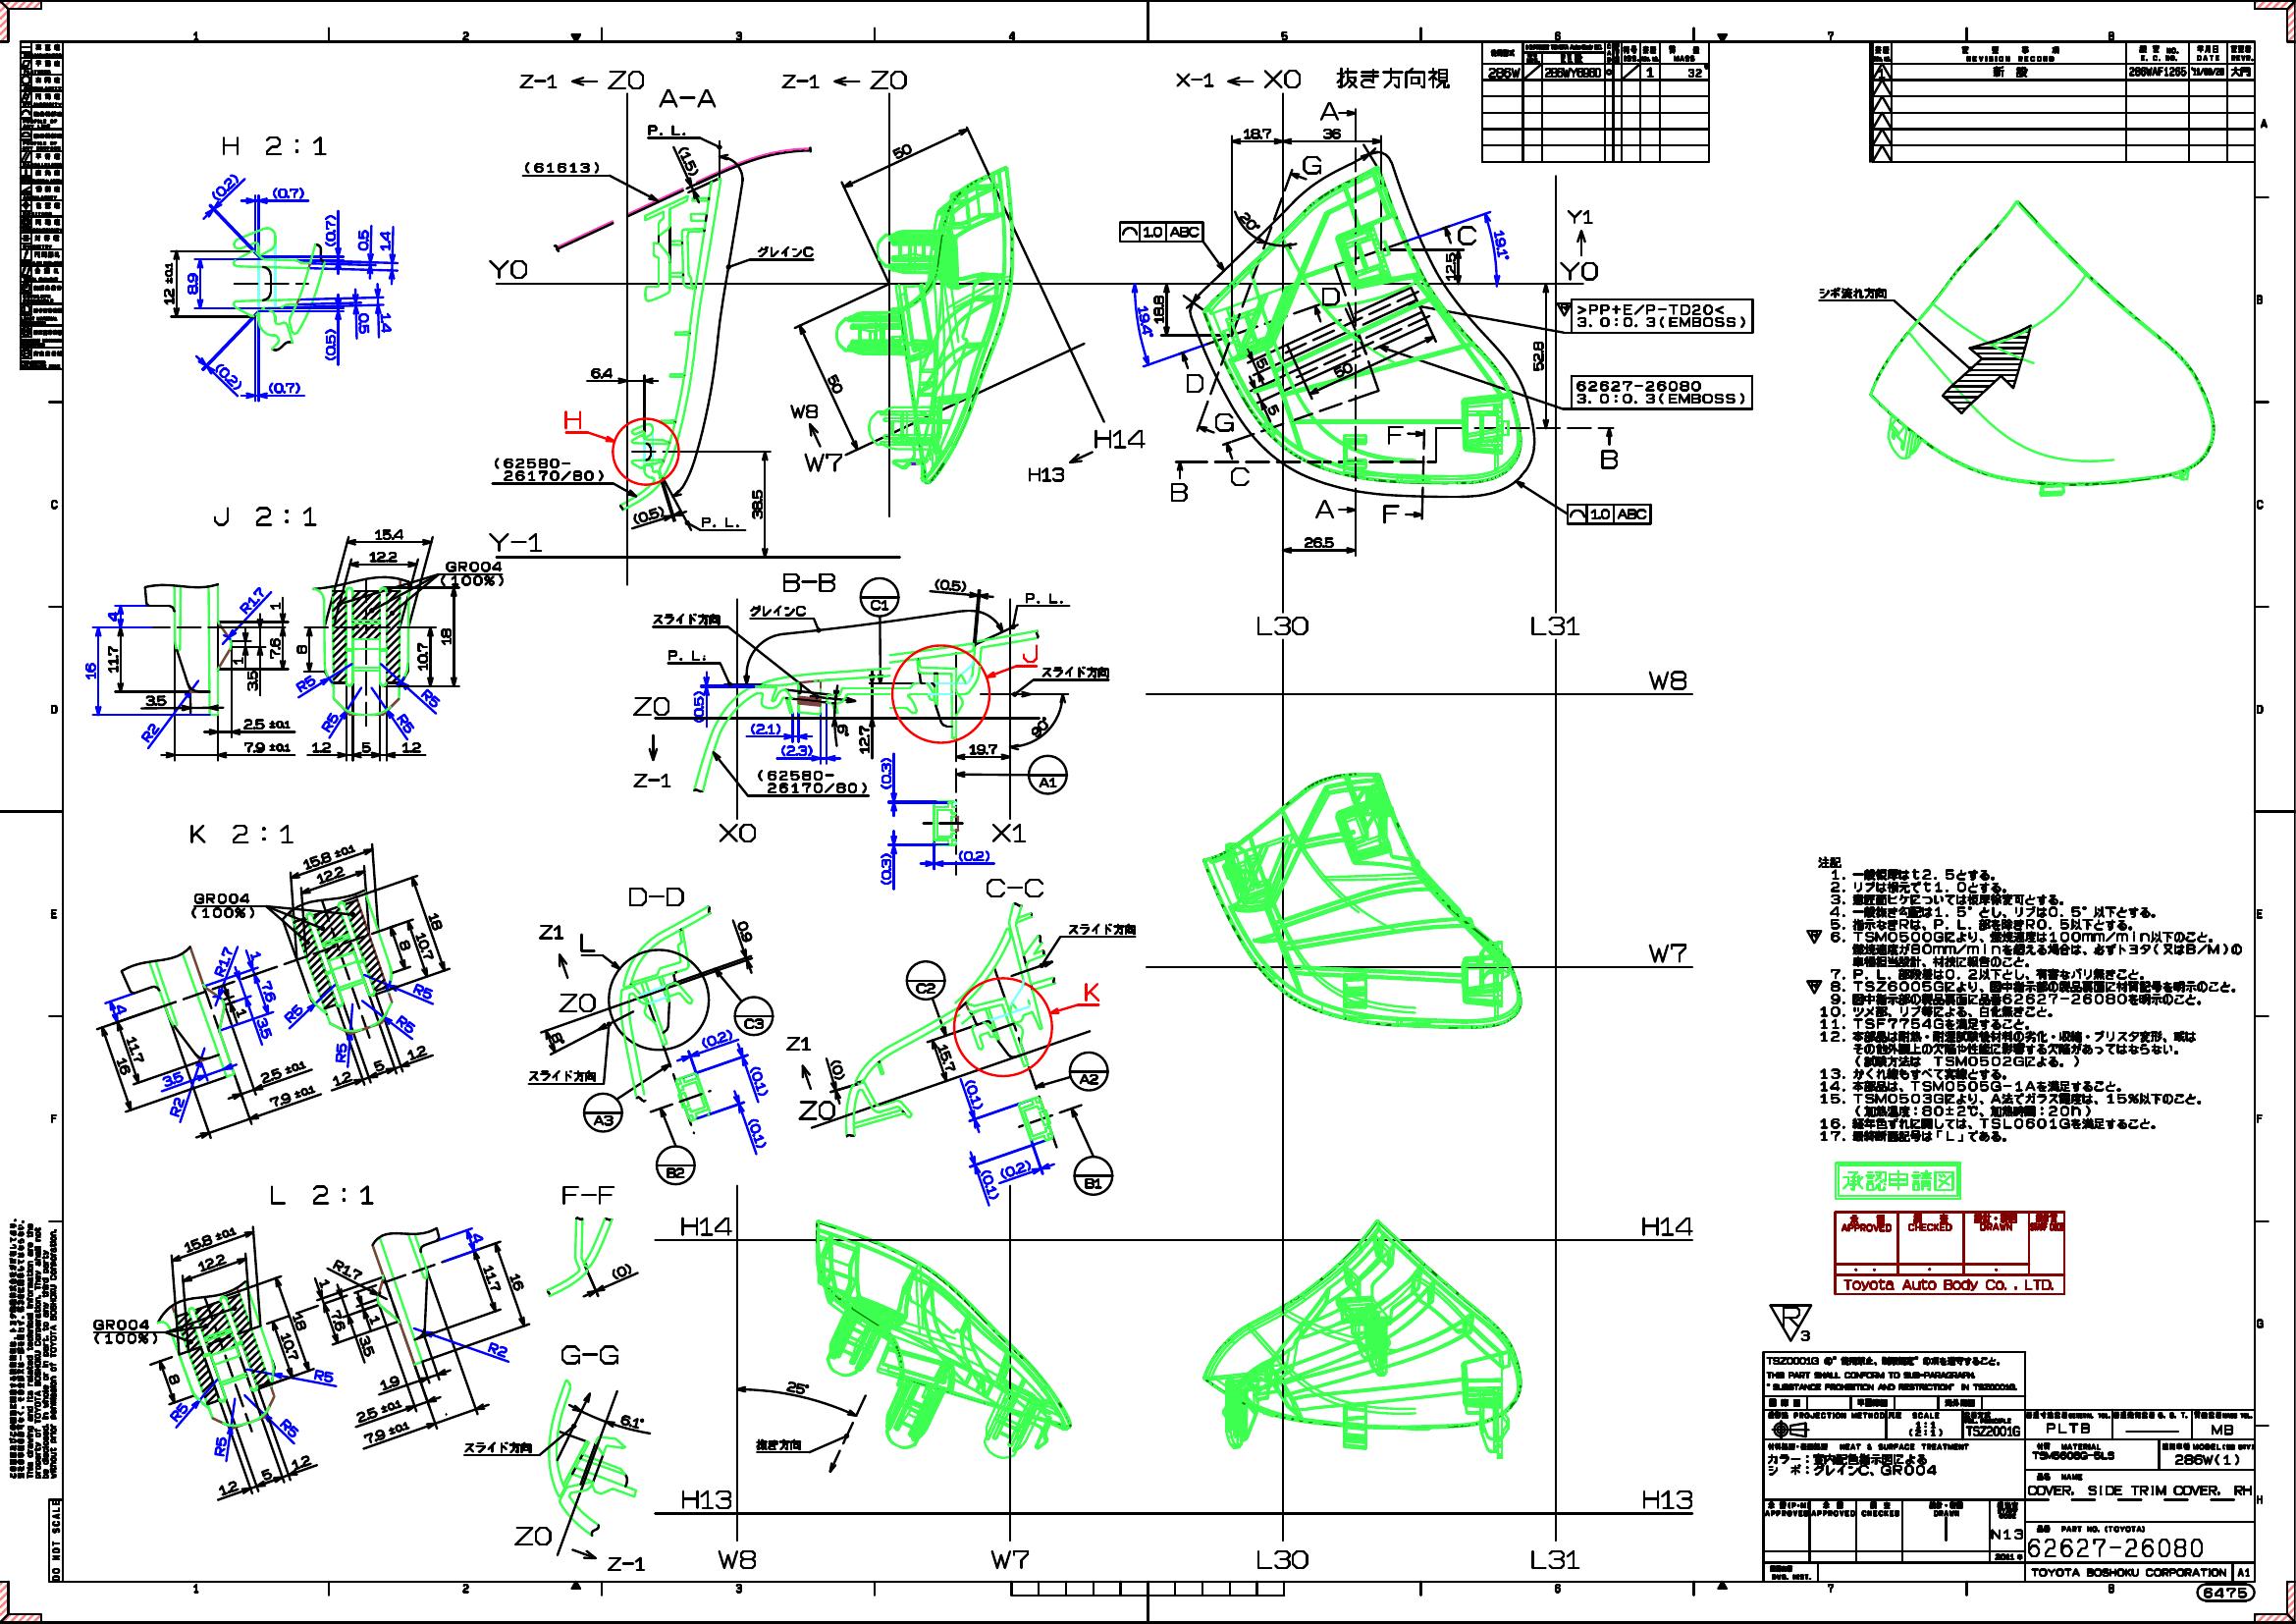 Z-1 ← Z0
A-A
P. L.
(61613)
(1.5)
グレインC
Y0
6.4
H
(62580-
26170/80)
(0.5)
P. L.
38.5
Y-1
Z-1 ← Z0
50
50
W8
W7
H14
H13
X-1 ← X0
抜き方向視
A
18.7
36
G
20°
⌒ 1.0 ABC
C
19.1°
12.5
Y1
Y0
18.8
19.4°
D
>PP+E/P-TD20<
3. 0:0. 3(EMBOSS)
52.8
62627-26080
3. 0:0. 3(EMBOSS)
D
5
50
5
G
F
B
C
B
A
F
⌒ 1.0 ABC
26.5
L30
L31
シボ流れ方向
286W
286WY6980
1
32
MASS
REVISION RECORD
E. C. NO.
DATE
新 設
286WAF1265
大門
H 2:1
(0.2)
(0.7)
(0.7)
0.5
1.4
12 ±0.1
8.9
(0.2)
(0.7)
(0.5)
0.5
1.4
J 2:1
15.4
12.2
GR004
(100%)
4
R1.7
1
16
11.7
8
7.6
1
3.5
10.7
18
3.5
R2
R5
R5
R5
R5
2.5 ±0.1
7.9 ±0.1
1.2
5
1.2
B-B
C1
(0.5)
P. L.
スライド方向
グレインC
P. L.
J
スライド方向
(0.5)
Z0
(2.1)
(2.3)
9
12.7
90°
19.7
Z-1
(62580-
26170/80)
(0.3)
A1
X0
X1
(0.3)
(0.2)
W8
W7
K 2:1
15.8 ±0.1
12.2
GR004
(100%)
18
10.7
8
R1.7
1
7.6
1
3.5
4
11.7
16
3.5
R2
R5
R5
R5
R5
2.5 ±0.1
7.9 ±0.1
1.2
5
1.2
D-D
Z1
L
0.9
Z0
8
C3
(0.2)
(0.1)
スライド方向
A3
(0.1)
B2
C-C
スライド方向
C2
K
Z1
15.7
(0)
A2
Z0
(0.1)
(0.1)
(0.2)
B1
L 2:1
15.8 ±0.1
12.2
GR004
(100%)
18
10.7
8
R5
R5
R5
R5
1.2
5
1.2
R1.7
1
7.6
1
3.5
4
11.7
16
R2
1.9
2.5 ±0.1
7.9 ±0.1
F-F
(0)
G-G
スライド方向
6.1°
Z0
Z-1
H14
H14
25°
抜き方向
H13
H13
W8
W7
L30
L31
注記
1. 一般板厚はt2. 5とする。
2. リブは根元でt1. 0とする。
3. 意匠面ヒケについては板厚修変可とする。
4. 一般抜き勾配は1. 5°とし、リブは0. 5°以下とする。
5. 指示なきRは、P. L. 部を除きR0. 5以下とする。
6. TSM0500Gにより、燃焼速度は100mm/min以下のこと。
燃焼速度が80mm/minを超える場合は、必ずトヨタ(又はB/M)の
車輌担当設計、材技に報告のこと。
7. P. L. 部段差は0. 2以下とし、有害なバリ無きこと。
8. TSZ6005Gにより、図中指示部の製品裏面に材質記号を明示のこと。
9. 図中指示部の製品裏面に品番62627-26080を明示のこと。
10. ツメ部、リブ等による、白化無きこと。
11. TSF7754Gを満足すること。
12. 本部品は耐熱・耐湿試験後材料の劣化・収縮・ブリスタ変形、或は
その他外観上の欠陥や性能に影響する欠陥があってはならない。
(試験方法は TSM0502Gによる。)
13. かくれ線もすべて実線とする。
14. 本部品は、TSM0505G-1Aを満足すること。
15. TSM0503Gにより、A法でガラス霞度は、15%以下のこと。
(加熱温度:80±2℃、加熱時間:20h)
16. 経年色ずれに関しては、TSL0601Gを満足すること。
17. 最終断面記号は「L」である。
承認申請図
APPROVED
CHECKED
DRAWN
Toyota Auto Body Co. , LTD.
R
3
THIS PART SHALL CONFORM TO SUB-PARAGRAPH
"SUBSTANCE PROHIBITION AND RESTRICTION" IN TSZ0001G.
PROJECTION METHOD
SCALE
1:1
(2:1)
TSZ2001G
PLTB
MB
HEAT & SURFACE TREATMENT
カラー:室内配色指示図による
シ ボ:グレインC、GR004
MATERIAL
TSM5608G-5LS
286W(1)
NAME
COVER, SIDE TRIM COVER, RH
APPROVED
APPROVED
CHECKED
DRAWN
N13
PART NO. (TOYOTA)
62627-26080
TOYOTA BOSHOKU CORPORATION
A1
6475
DO NOT SCALE